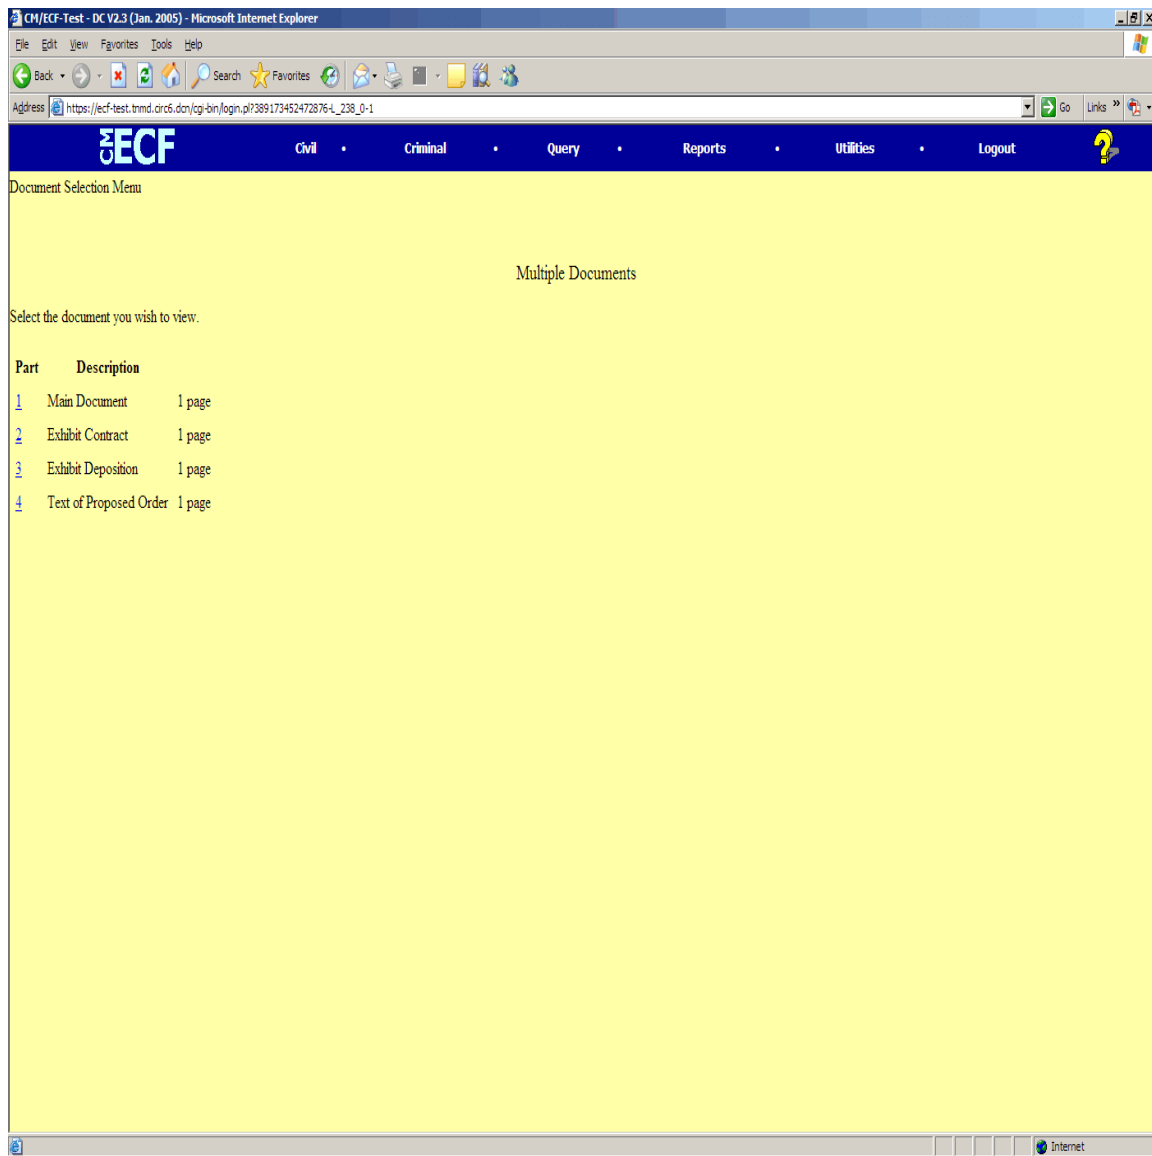 CM/ECF-Test - DC V2.3 (Jan. 2005) - Microsoft Internet Explorer
File Edit View Favorites Tools Help
Back Search Favorites
Address https://ecf-test.tnmd.circ6.dcn/cgi-bin/login.pl?389173452472876-L_238_0-1 Go Links »
CM ECF Civil • Criminal • Query • Reports • Utilities • Logout ?
Document Selection Menu
Multiple Documents
Select the document you wish to view.
Part Description
1 Main Document 1 page
2 Exhibit Contract 1 page
3 Exhibit Deposition 1 page
4 Text of Proposed Order 1 page
Internet